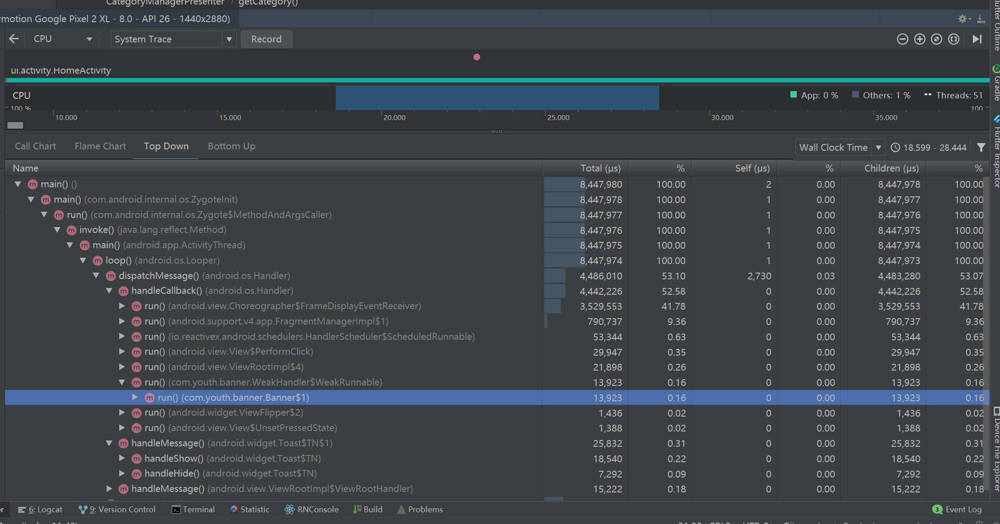 CategoryManagerPresenter › getCategory()
motion Google Pixel 2 XL - 8.0 - API 26 - 1440x2880)
CPU System Trace Record
ui.activity.HomeActivity
CPU App: 0 % Others: 1 % Threads: 51
100 % 100
10.000 15.000 20.000 25.000 30.000 35.000
Call Chart Flame Chart Top Down Bottom Up Wall Clock Time 18.599 - 28.444
Name Total (µs) % Self (µs) % Children (µs) %
m main() () 8,447,980 100.00 2 0.00 8,447,978 100.00
m main() (com.android.internal.os.ZygoteInit) 8,447,978 100.00 1 0.00 8,447,977 100.00
m run() (com.android.internal.os.Zygote$MethodAndArgsCaller) 8,447,977 100.00 1 0.00 8,447,976 100.00
m invoke() (java.lang.reflect.Method) 8,447,976 100.00 1 0.00 8,447,975 100.00
m main() (android.app.ActivityThread) 8,447,975 100.00 1 0.00 8,447,974 100.00
m loop() (android.os.Looper) 8,447,974 100.00 1 0.00 8,447,973 100.00
m dispatchMessage() (android.os.Handler) 4,486,010 53.10 2,730 0.03 4,483,280 53.07
m handleCallback() (android.os.Handler) 4,442,226 52.58 0 0.00 4,442,226 52.58
m run() (android.view.Choreographer$FrameDisplayEventReceiver) 3,529,553 41.78 0 0.00 3,529,553 41.78
m run() (android.support.v4.app.FragmentManagerImpl$1) 790,737 9.36 0 0.00 790,737 9.36
m run() (io.reactivex.android.schedulers.HandlerScheduler$ScheduledRunnable) 53,344 0.63 0 0.00 53,344 0.63
m run() (android.view.View$PerformClick) 29,947 0.35 0 0.00 29,947 0.35
m run() (android.view.ViewRootImpl$4) 21,898 0.26 0 0.00 21,898 0.26
m run() (com.youth.banner.WeakHandler$WeakRunnable) 13,923 0.16 0 0.00 13,923 0.16
m run() (com.youth.banner.Banner$1) 13,923 0.16 0 0.00 13,923 0.16
m run() (android.widget.ViewFlipper$2) 1,436 0.02 0 0.00 1,436 0.02
m run() (android.view.View$UnsetPressedState) 1,388 0.02 0 0.00 1,388 0.02
m handleMessage() (android.widget.Toast$TN$1) 25,832 0.31 0 0.00 25,832 0.31
m handleShow() (android.widget.Toast$TN) 18,540 0.22 0 0.00 18,540 0.22
m handleHide() (android.widget.Toast$TN) 7,292 0.09 0 0.00 7,292 0.09
m handleMessage() (android.view.ViewRootImpl$ViewRootHandler) 15,222 0.18 0 0.00 15,222 0.18
6: Logcat 9: Version Control Terminal Statistic RNConsole Build Problems 3 Event Log
Outline
Gradle
Flutter Inspector
Device File Explorer